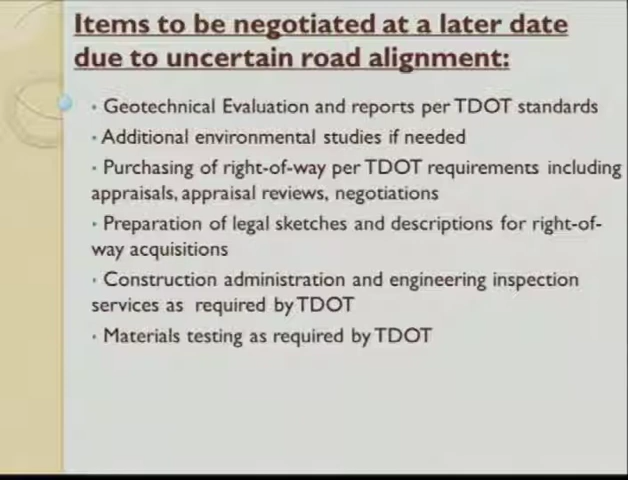 Items to be negotiated at a later date
due to uncertain road alignment:
• Geotechnical Evaluation and reports per TDOT standards
• Additional environmental studies if needed
• Purchasing of right-of-way per TDOT requirements including
appraisals, appraisal reviews, negotiations
• Preparation of legal sketches and descriptions for right-of-
way acquisitions
• Construction administration and engineering inspection
services as required by TDOT
• Materials testing as required by TDOT